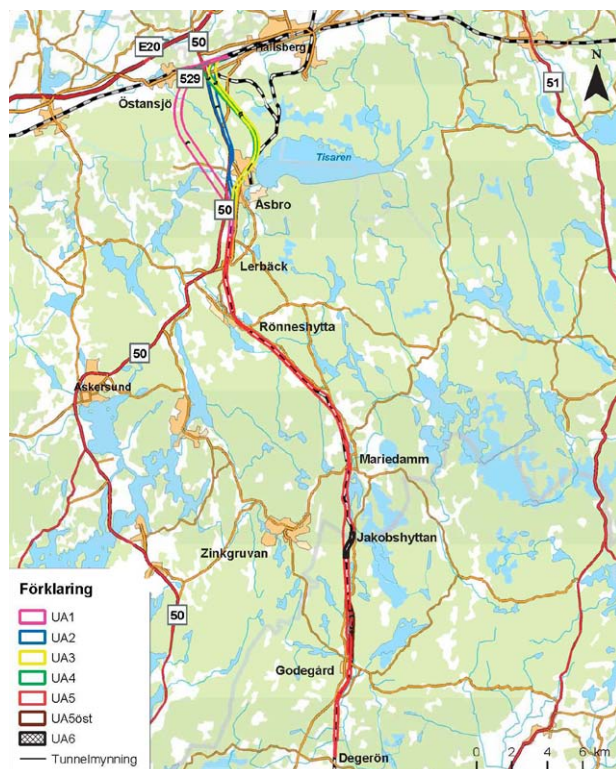 50
Hallsberg
E20
529
51
N
Östansjö
Tisaren
50
Åsbro
Lerbäck
Rönneshytta
50
Askersund
Mariedamm
Jakobshyttan
Zinkgruvan
Förklaring
UA1
UA2
UA3
UA4
UA5
UA5öst
UA6
Tunnelmynning
50
Godegård
Degerön
0 2 4 6 km